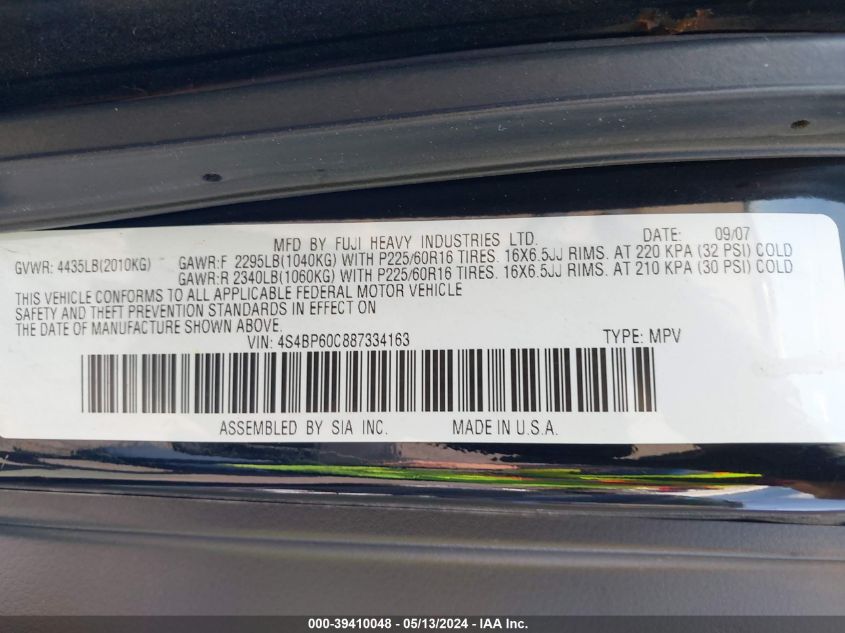 MFD BY FUJI HEAVY INDUSTRIES LTD. DATE: 09/07
GVWR: 4435LB(2010KG) GAWR:F 2295LB(1040KG) WITH P225/60R16 TIRES. 16X6.5JJ RIMS. AT 220 KPA (32 PSI) COLD
GAWR:R 2340LB(1060KG) WITH P225/60R16 TIRES. 16X6.5JJ RIMS. AT 210 KPA (30 PSI) COLD
THIS VEHICLE CONFORMS TO ALL APPLICABLE FEDERAL MOTOR VEHICLE
SAFETY AND THEFT PREVENTION STANDARDS IN EFFECT ON
THE DATE OF MANUFACTURE SHOWN ABOVE.
VIN: 4S4BP60C887334163 TYPE: MPV
ASSEMBLED BY SIA INC. MADE IN U.S.A.
000-39410048 - 05/13/2024 - IAA Inc.